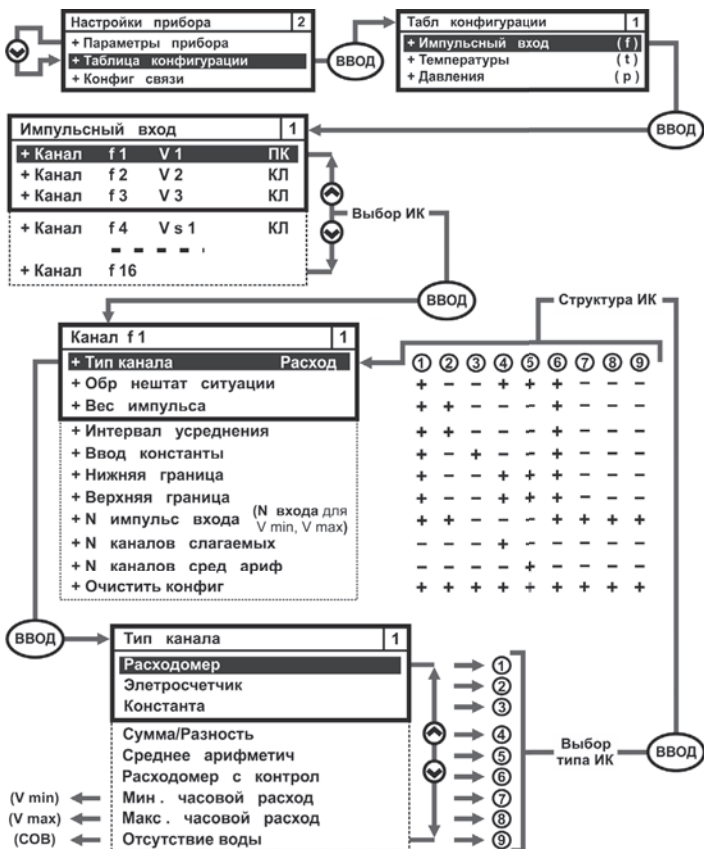 Настройки прибора 2
+ Параметры прибора
+ Таблица конфигурации
+ Конфиг связи
ВВОД
Табл конфигурации 1
+ Импульсный вход (f)
+ Температуры (t)
+ Давления (p)
ВВОД
Импульсный вход 1
+ Канал f 1 V 1 ПК
+ Канал f 2 V 2 КЛ
+ Канал f 3 V 3 КЛ
+ Канал f 4 V s 1 КЛ
- - - - -
+ Канал f 16
Выбор ИК
ВВОД
Структура ИК
Канал f 1 1
+ Тип канала Расход
+ Обр нештат ситуации
+ Вес импульса
+ Интервал усреднения
+ Ввод константы
+ Нижняя граница
+ Верхняя граница
+ N импульс входа (N входа для V min, V max)
+ N каналов слагаемых
+ N каналов сред ариф
+ Очистить конфиг
① ② ③ ④ ⑤ ⑥ ⑦ ⑧ ⑨
+ − − + + + − − −
+ + − − − + − − −
+ + − − − + − − −
+ − + − − + − − −
+ − − + + + − − −
+ − − + + + − − −
+ + − − − + + + +
− − − + − − − − −
− − − − + − − − −
+ + + + + + + + +
ВВОД
Тип канала 1
Расходомер
Элетросчетчик
Константа
Сумма/Разность
Среднее арифметич
Расходомер с контрол
Мин. часовой расход
Макс. часовой расход
Отсутствие воды
(V min)
(V max)
(СОВ)
①
②
③
④
⑤
⑥
⑦
⑧
⑨
Выбор типа ИК
ВВОД